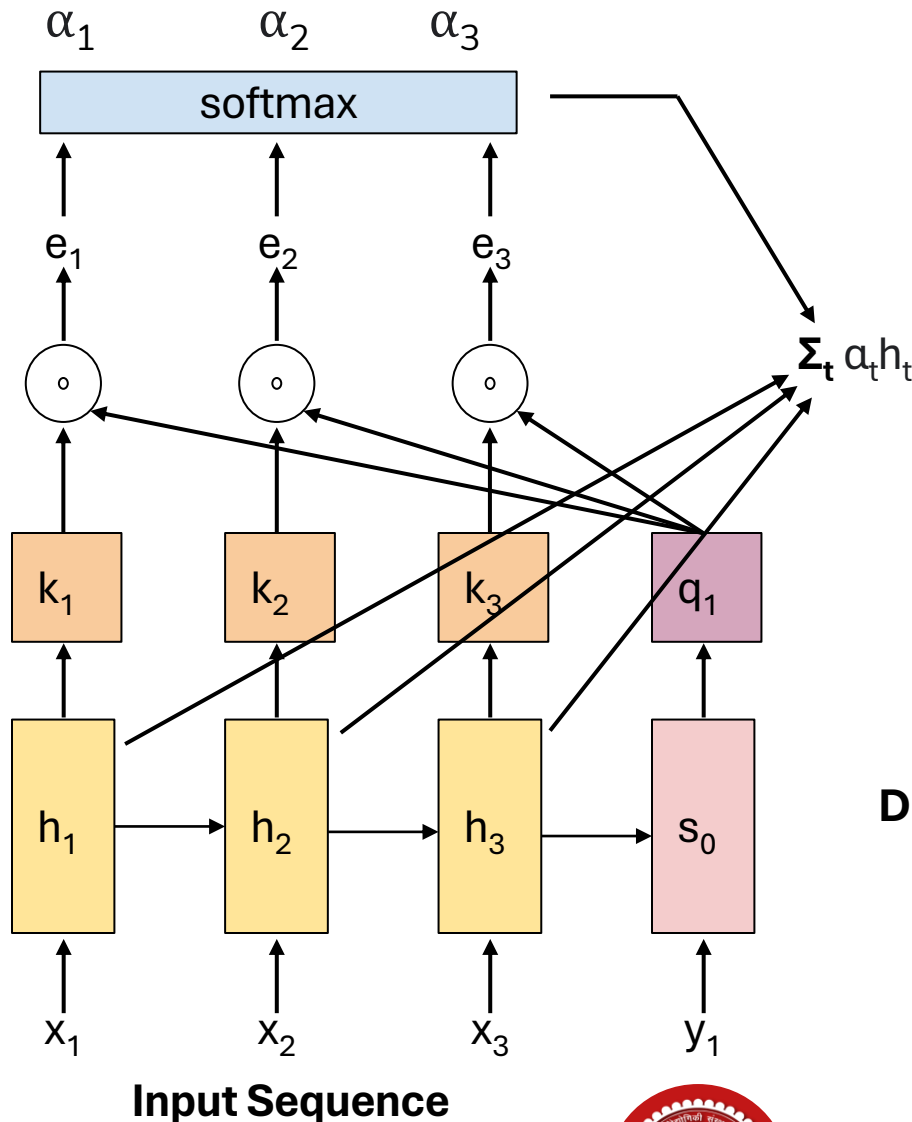 α₁ α₂ α₃
softmax
e₁ e₂ e₃
Σₜ αₜhₜ
k₁ k₂ k₃ q₁
h₁ h₂ h₃ s₀
D
x₁ x₂ x₃ y₁
Input Sequence